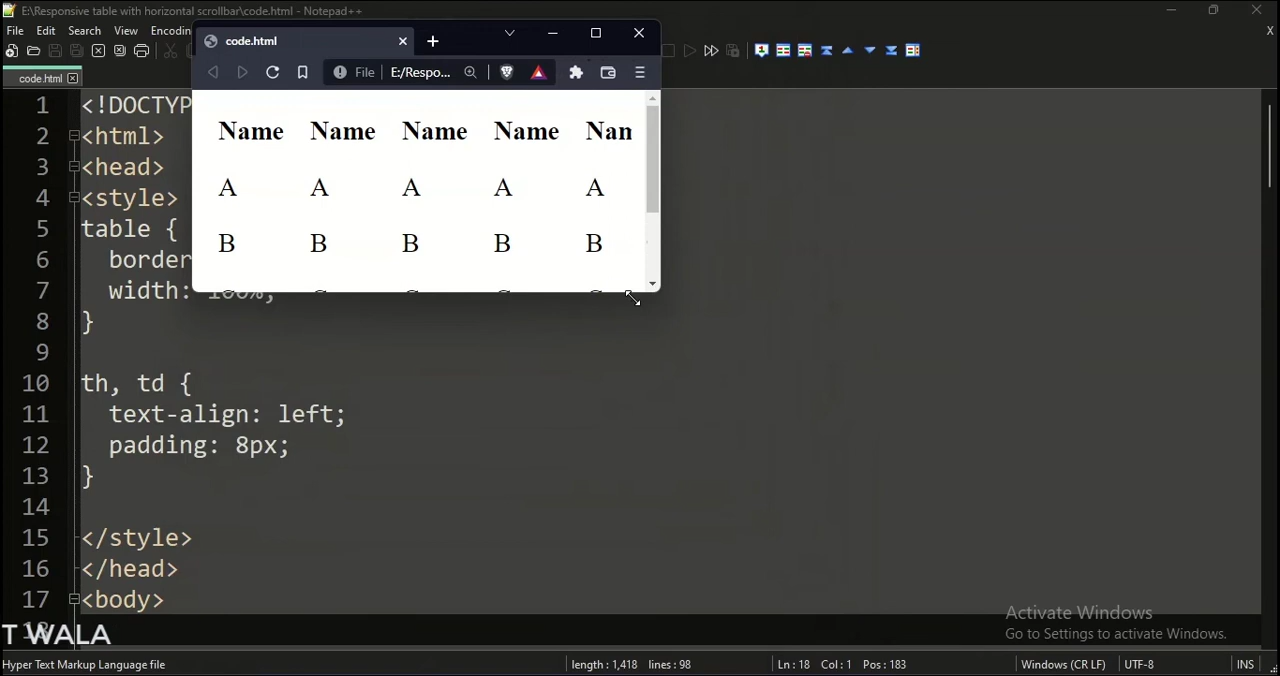 E:\Responsive table with horizontal scrollbar\code.html - Notepad++
File Edit Search View Encodin
X
code.html
code.html
File E:/Respo...
Name Name Name Name Nan
A A A A A
B B B B B
1 <!DOCTYP
2 <html>
3 <head>
4 <style>
5 table {
6 border
7 width: 100%;
8 }
9
10 th, td {
11 text-align: left;
12 padding: 8px;
13 }
14
15 </style>
16 </head>
17 <body>
18
T WALA
Activate Windows
Go to Settings to activate Windows.
Hyper Text Markup Language file length : 1,418 lines : 98 Ln : 18 Col : 1 Pos : 183 Windows (CR LF) UTF-8 INS